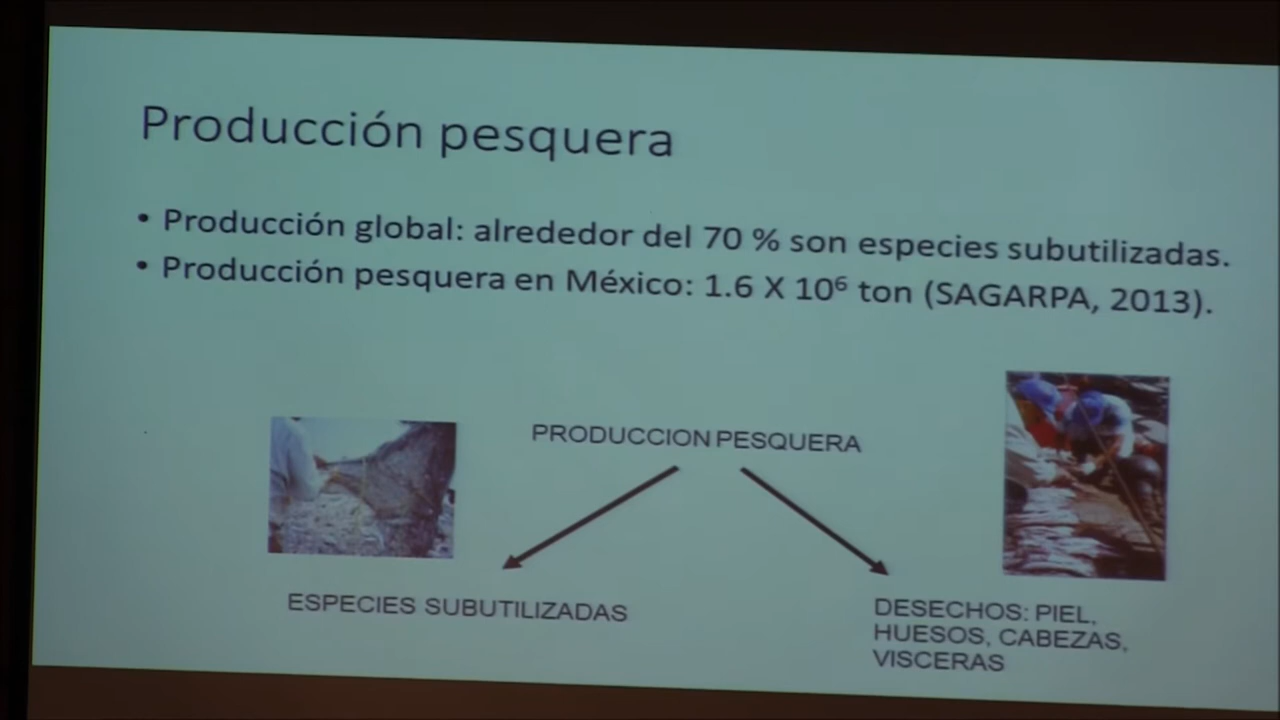 Producción pesquera
• Producción global: alrededor del 70 % son especies subutilizadas.
• Producción pesquera en México: 1.6 X 10⁶ ton (SAGARPA, 2013).
PRODUCCION PESQUERA
ESPECIES SUBUTILIZADAS
DESECHOS: PIEL,
HUESOS, CABEZAS,
VISCERAS